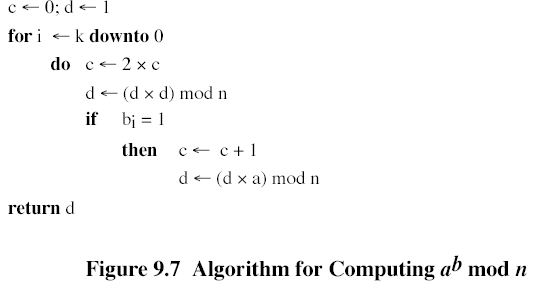 c ← 0; d ← 1
for i ← k downto 0
do c ← 2 × c
d ← (d × d) mod n
if bi = 1
then c ← c + 1
d ← (d × a) mod n
return d
Figure 9.7 Algorithm for Computing ab mod n